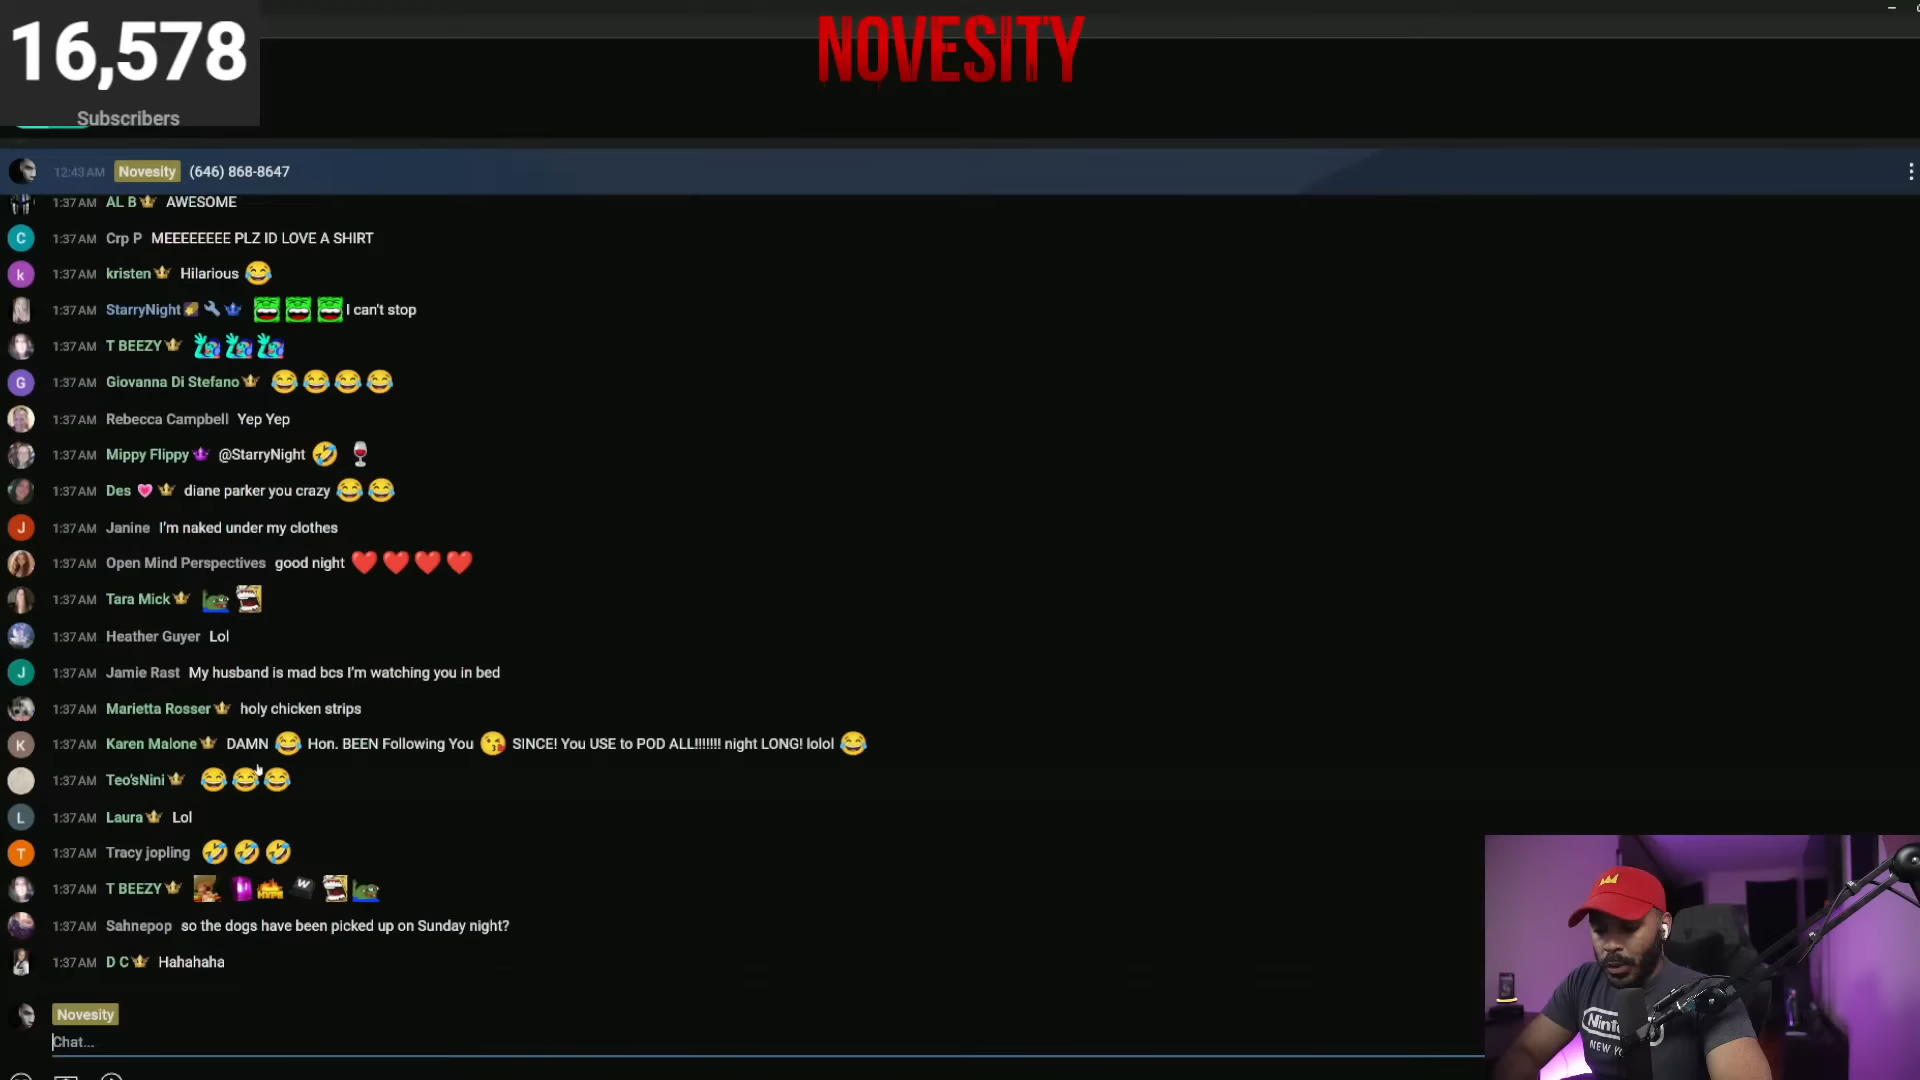 16,578
Subscribers
NOVESITY
12:43 AM Novesity (646) 868-8647
1:37 AM AL B AWESOME
C 1:37 AM Crp P MEEEEEEEE PLZ ID LOVE A SHIRT
k 1:37 AM kristen Hilarious 😂
1:37 AM StarryNight I can't stop
1:37 AM T BEEZY
G 1:37 AM Giovanna Di Stefano 😂😂😂😂
1:37 AM Rebecca Campbell Yep Yep
1:37 AM Mippy Flippy @StarryNight 🤣 🍷
1:37 AM Des 💗 diane parker you crazy 😂😂
J 1:37 AM Janine I'm naked under my clothes
1:37 AM Open Mind Perspectives good night ❤️❤️❤️❤️
1:37 AM Tara Mick
1:37 AM Heather Guyer Lol
J 1:37 AM Jamie Rast My husband is mad bcs I'm watching you in bed
1:37 AM Marietta Rosser holy chicken strips
K 1:37 AM Karen Malone DAMN 😂 Hon. BEEN Following You 😘 SINCE! You USE to POD ALL!!!!!!! night LONG! lolol 😂
1:37 AM Teo'sNini 😂😂😂
L 1:37 AM Laura Lol
T 1:37 AM Tracy jopling 🤣🤣🤣
1:37 AM T BEEZY HYPE W
1:37 AM Sahnepop so the dogs have been picked up on Sunday night?
1:37 AM D C Hahahaha
Novesity
Chat...
NEW